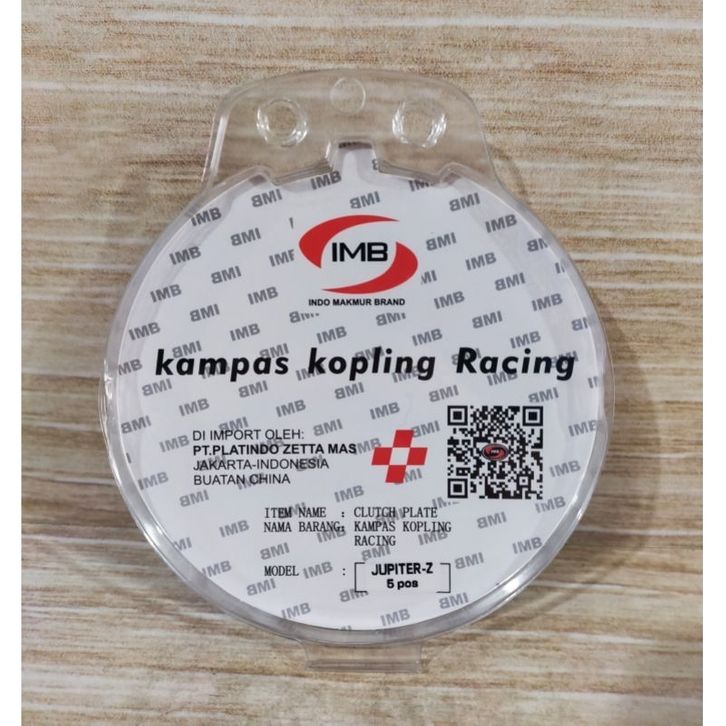 IMB
INDO MAKMUR BRAND
kampas kopling Racing
DI IMPORT OLEH:
PT.PLATINDO ZETTA MAS
JAKARTA-INDONESIA
BUATAN CHINA
ITEM NAME : CLUTCH PLATE
NAMA BARANG: KAMPAS KOPLING
RACING
MODEL : JUPITER-Z
5 pos